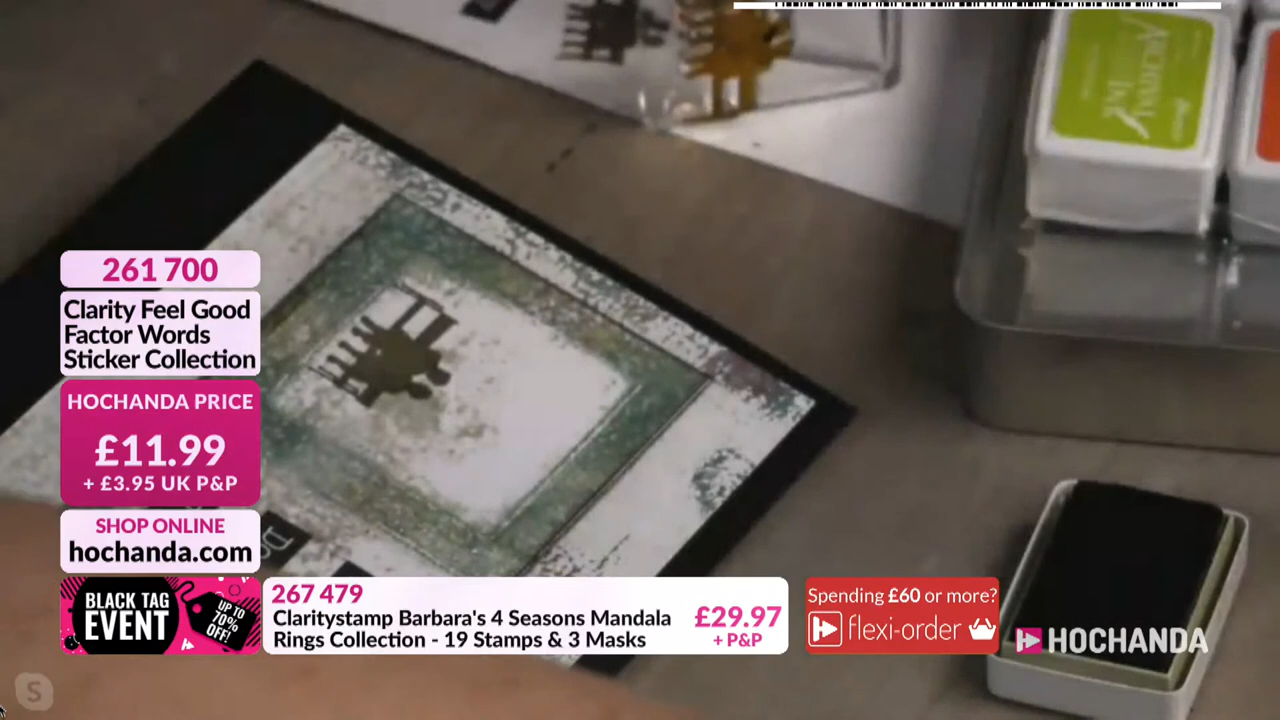 261 700
Clarity Feel Good
Factor Words
Sticker Collection
HOCHANDA PRICE
£11.99
+ £3.95 UK P&P
SHOP ONLINE
hochanda.com
BLACK TAG
EVENT
UP TO
70%
OFF!
267 479
Claritystamp Barbara's 4 Seasons Mandala
Rings Collection - 19 Stamps & 3 Masks
£29.97
+ P&P
Spending £60 or more?
flexi-order
HOCHANDA
ARCHIVAL
INK
S